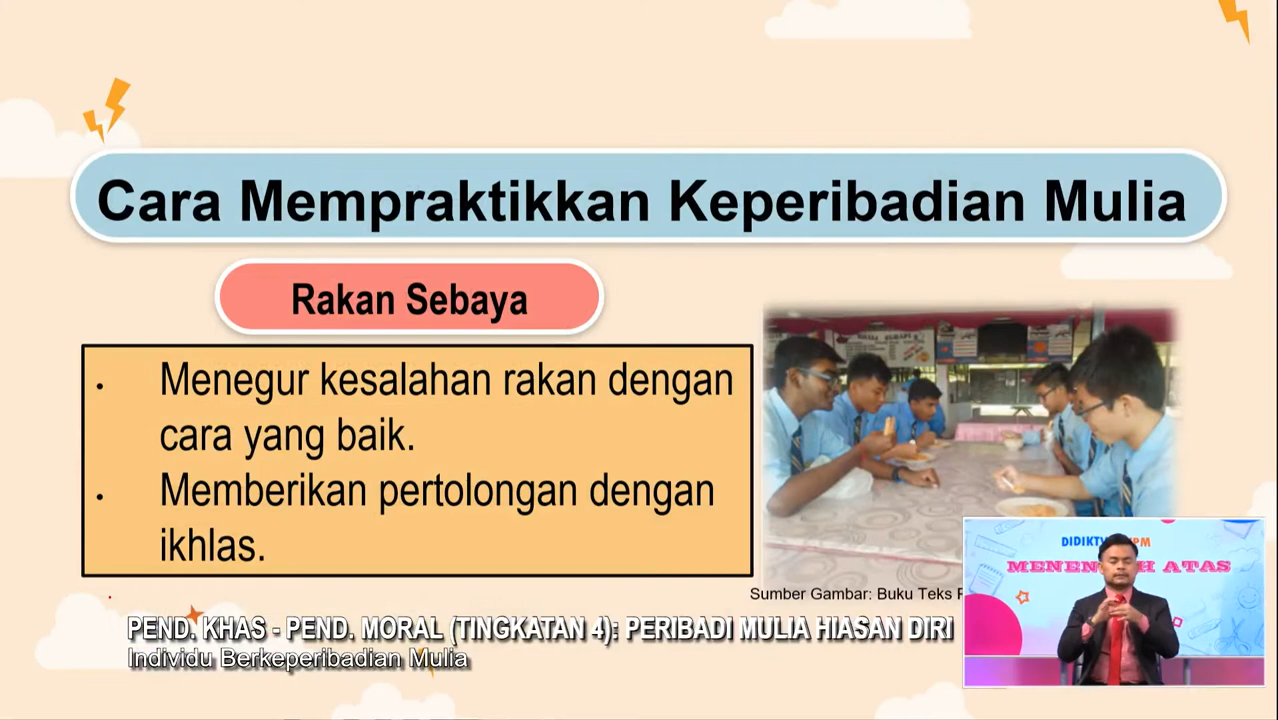 Cara Mempraktikkan Keperibadian Mulia
Rakan Sebaya
• Menegur kesalahan rakan dengan
cara yang baik.
• Memberikan pertolongan dengan
ikhlas.
Sumber Gambar: Buku Teks
DIDIKTV
MENENGAH ATAS
PEND. KHAS - PEND. MORAL (TINGKATAN 4): PERIBADI MULIA HIASAN DIRI
Individu Berkeperibadian Mulia